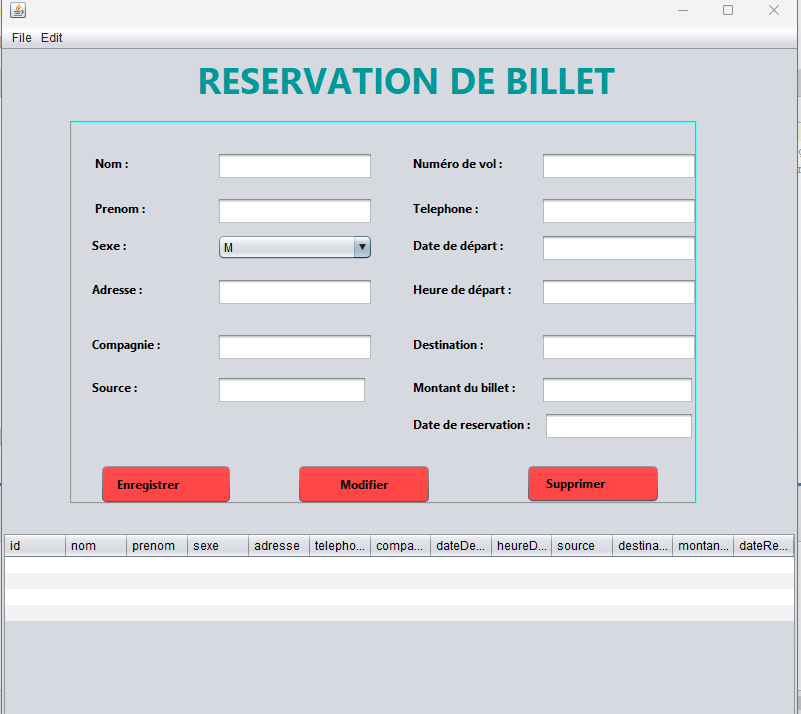 File Edit
RESERVATION DE BILLET
Nom : Numéro de vol :
Prenom : Telephone :
Sexe : M Date de départ :
Adresse : Heure de départ :
Compagnie : Destination :
Source : Montant du billet :
Date de reservation :
Enregistrer Modifier Supprimer
id nom prenom sexe adresse telepho... compa... dateDe... heureD... source destina... montan... dateRe...